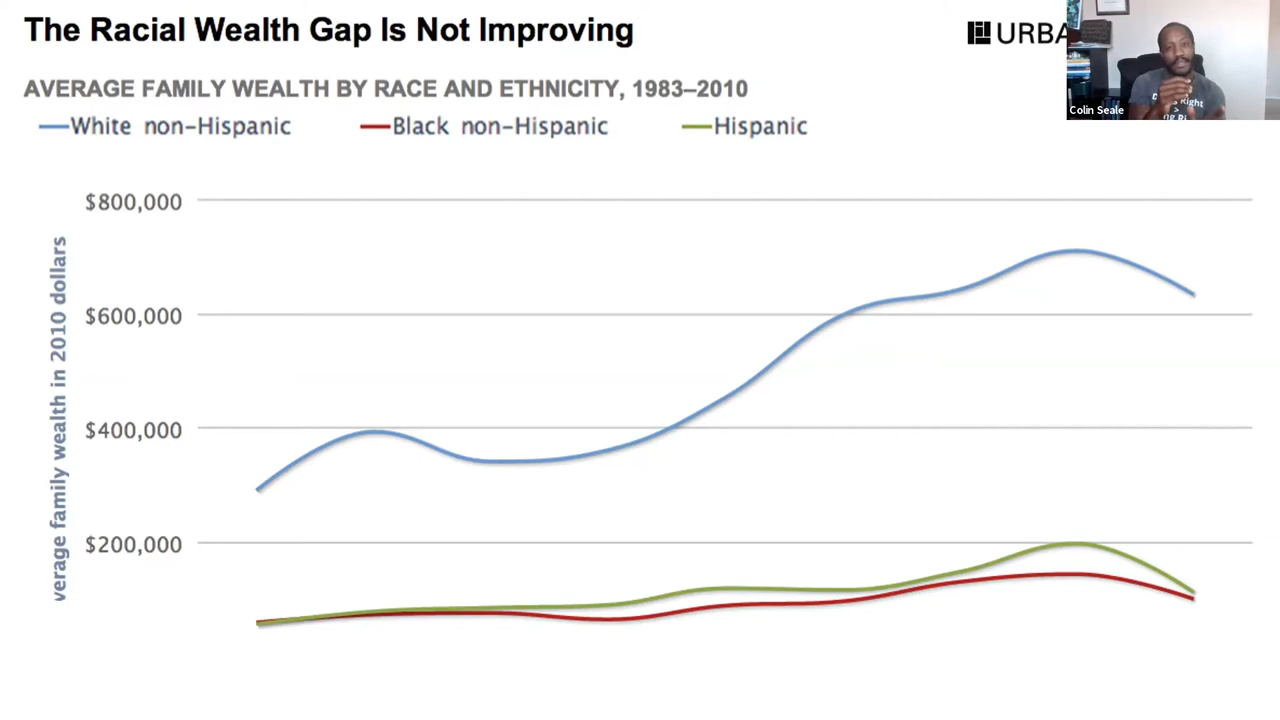 The Racial Wealth Gap Is Not Improving
URBA
AVERAGE FAMILY WEALTH BY RACE AND ETHNICITY, 1983–2010
White non-Hispanic Black non-Hispanic Hispanic
Colin Seale
$800,000
$600,000
$400,000
$200,000
verage family wealth in 2010 dollars